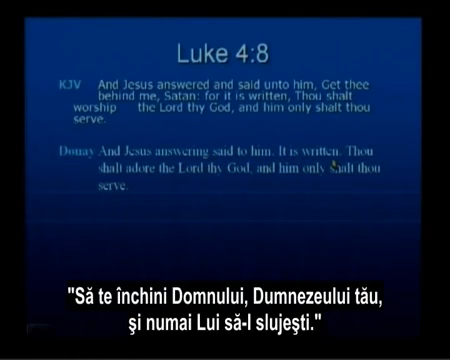 Luke 4:8
KJV And Jesus answered and said unto him, Get thee
behind me, Satan: for it is written, Thou shalt
worship the Lord thy God, and him only shalt thou
serve.
Douay And Jesus answering said to him. It is written. Thou
shalt adore the Lord thy God, and him only shalt thou
serve.
"Să te închini Domnului, Dumnezeului tău,
şi numai Lui să-I slujeşti."